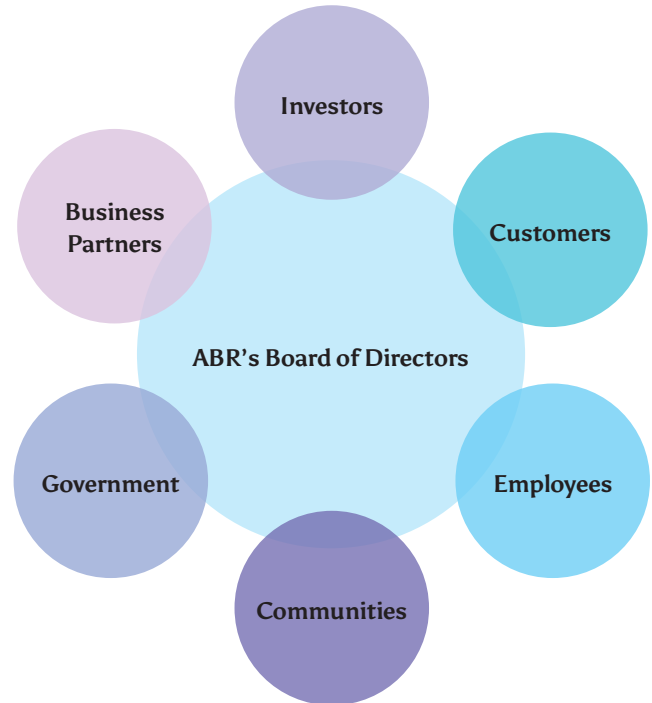 Investors
Business
Partners
Customers
ABR’s Board of Directors
Government
Employees
Communities